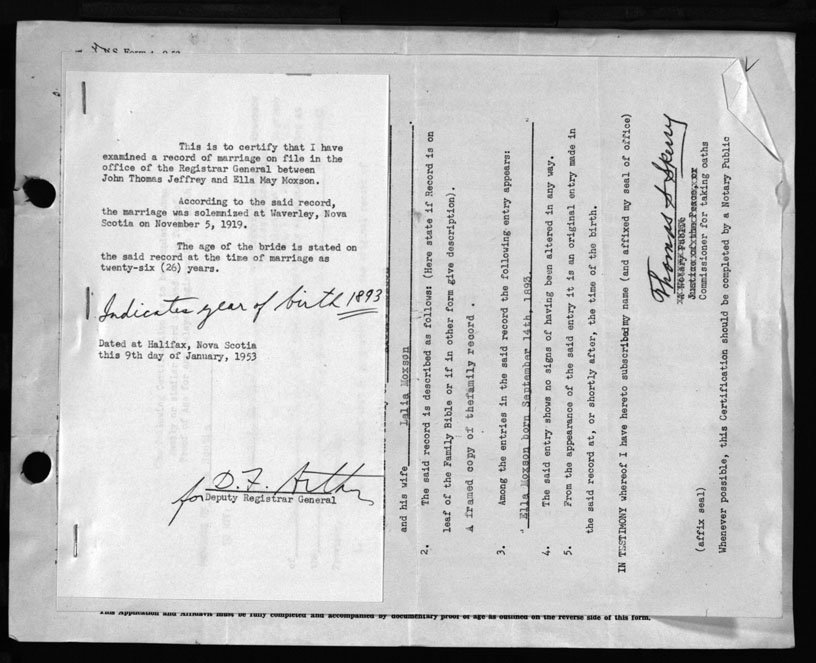 This is to certify that I have
examined a record of marriage on file in the
office of the Registrar General between
John Thomas Jeffrey and Ella May Moxson.
According to the said record,
the marriage was solemnized at Waverley, Nova
Scotia on November 5, 1919.
The age of the bride is stated on
the said record at the time of marriage as
twenty-six (26) years.
Indicates year of birth 1893
Dated at Halifax, Nova Scotia
this 9th day of January, 1953
for D. F. Arthur
Deputy Registrar General
and his wife Lalia Moxson
2. The said record is described as follows: (Here state if Record is on
leaf of the Family Bible or if in other form give description).
A framed copy of thefamily record .
3. Among the entries in the said record the following entry appears:
" Ella Moxson born September 14th, 1893.
4. The said entry shows no signs of having been altered in any way.
5. From the appearance of the said entry it is an original entry made in
the said record at, or shortly after, the time of the birth.
IN TESTIMONY whereof I have hereto subscribedmy name (and affixed my seal of office)
Thomas S Sperry
A Notary Public
Justice of the Peace, or
Commissioner for taking oaths
(affix seal)
Whenever possible, this Certification should be completed by a Notary Public
This Application and Affidavit must be fully completed and accompanied by documentary proof of age as outlined on the reverse side of this form.